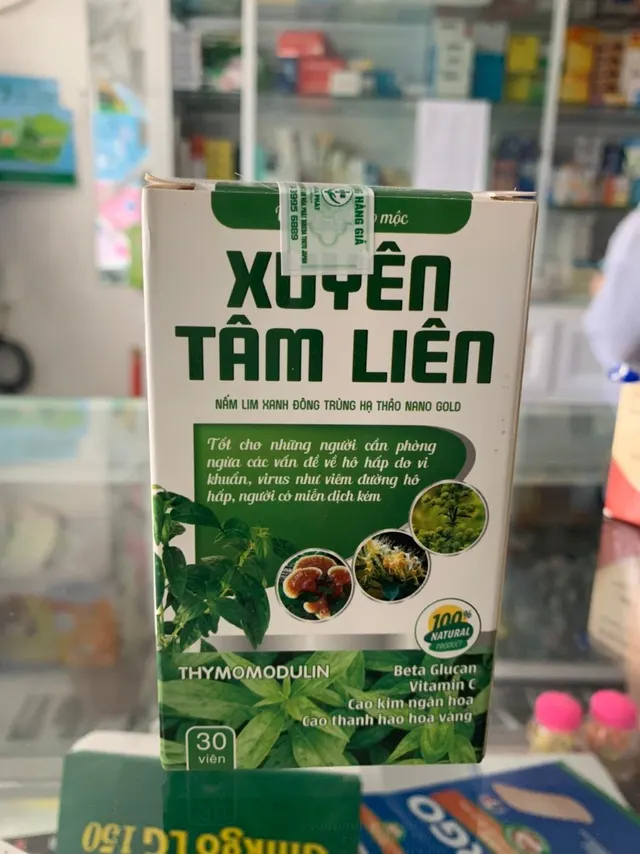 mộc
HÀNG GIẢ
XUYÊN
TÂM LIÊN
NẤM LIM XANH ĐÔNG TRÙNG HẠ THẢO NANO GOLD
Tốt cho những người cần phòng
ngừa các vấn đề về hô hấp do vi
khuẩn, virus như viêm đường hô
hấp, người có miễn dịch kém
100%
NATURAL
PRODUCT
THYMOMODULIN
Beta Glucan
Vitamin C
Cao kim ngân hoa
Cao thanh hao hoa vàng
30
viên
Ginkgo LG 150